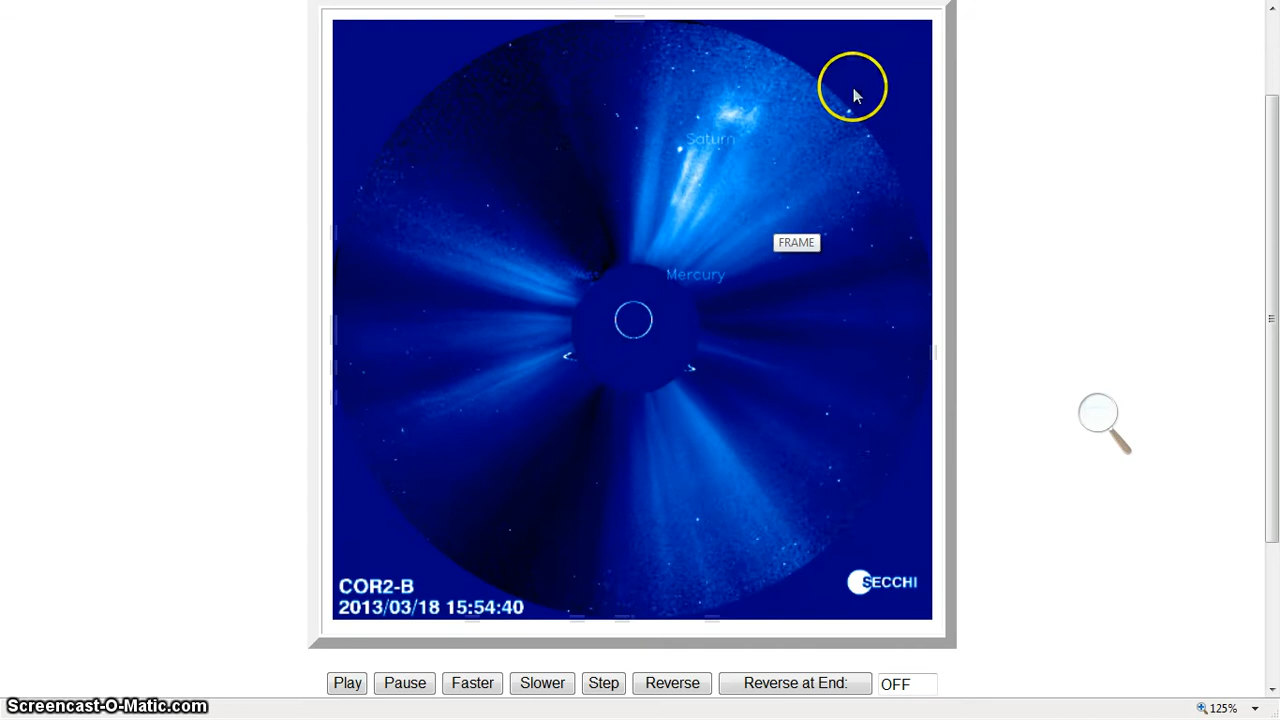 Saturn
FRAME
Mercury
COR2-B
2013/03/18 15:54:40
SECCHI
Play Pause Faster Slower Step Reverse Reverse at End: OFF
Screencast-O-Matic.com
125%